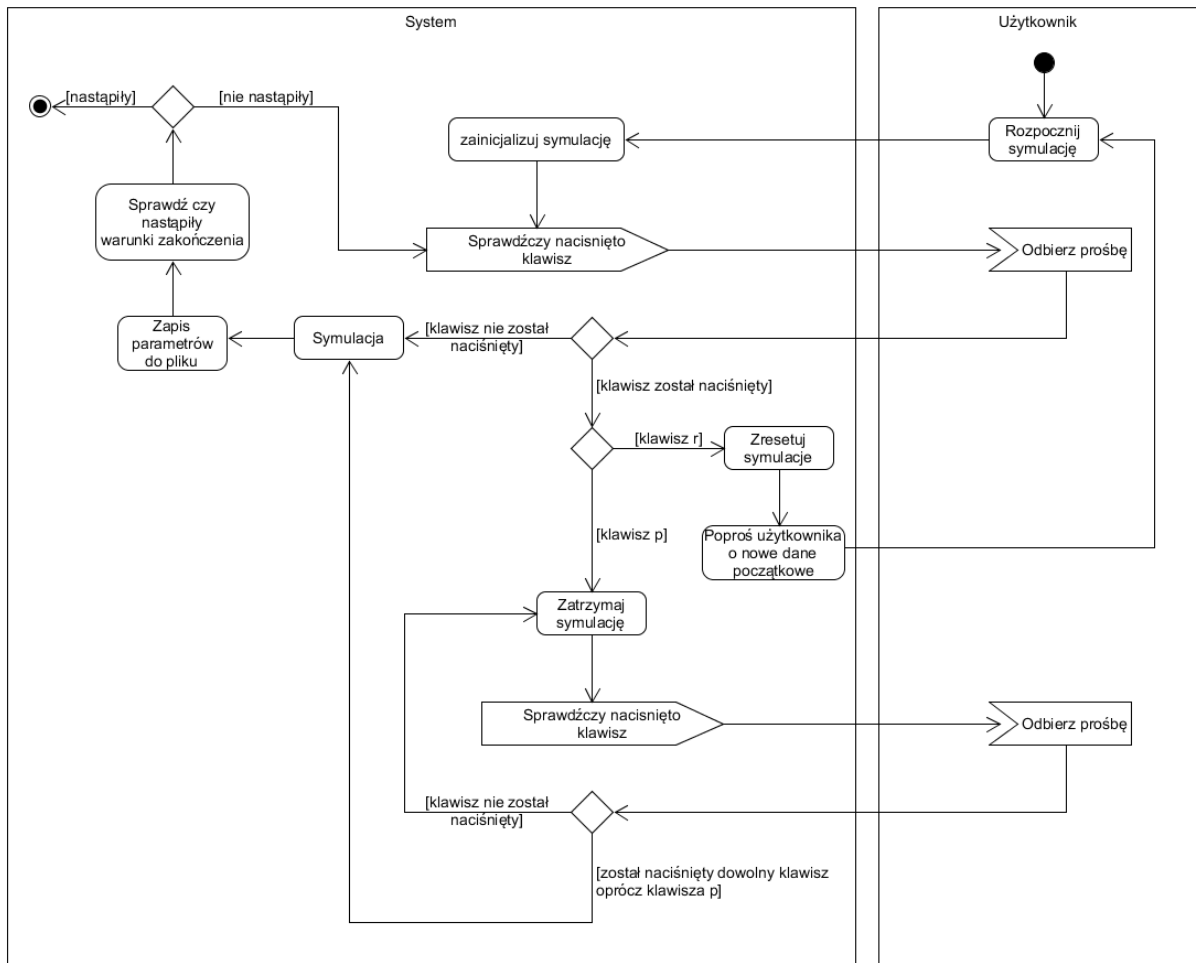 System
Użytkownik
[nastąpiły]
[nie nastąpiły]
zainicjalizuj symulację
Rozpocznij
symulację
Sprawdź czy
nastąpiły
warunki zakończenia
Sprawdźczy nacisnięto
klawisz
Odbierz prośbę
Zapis
parametrów
do pliku
Symulacja
[klawisz nie został
naciśnięty]
[klawisz został naciśnięty]
[klawisz r]
Zresetuj
symulacje
[klawisz p]
Poproś użytkownika
o nowe dane
początkowe
Zatrzymaj
symulację
Sprawdźczy nacisnięto
klawisz
Odbierz prośbę
[klawisz nie został
naciśnięty]
[został naciśnięty dowolny klawisz
oprócz klawisza p]